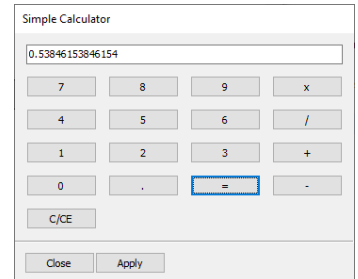 Simple Calculator
0.53846153846154
7 8 9 x
4 5 6 /
1 2 3 +
0 . = -
C/CE
Close Apply